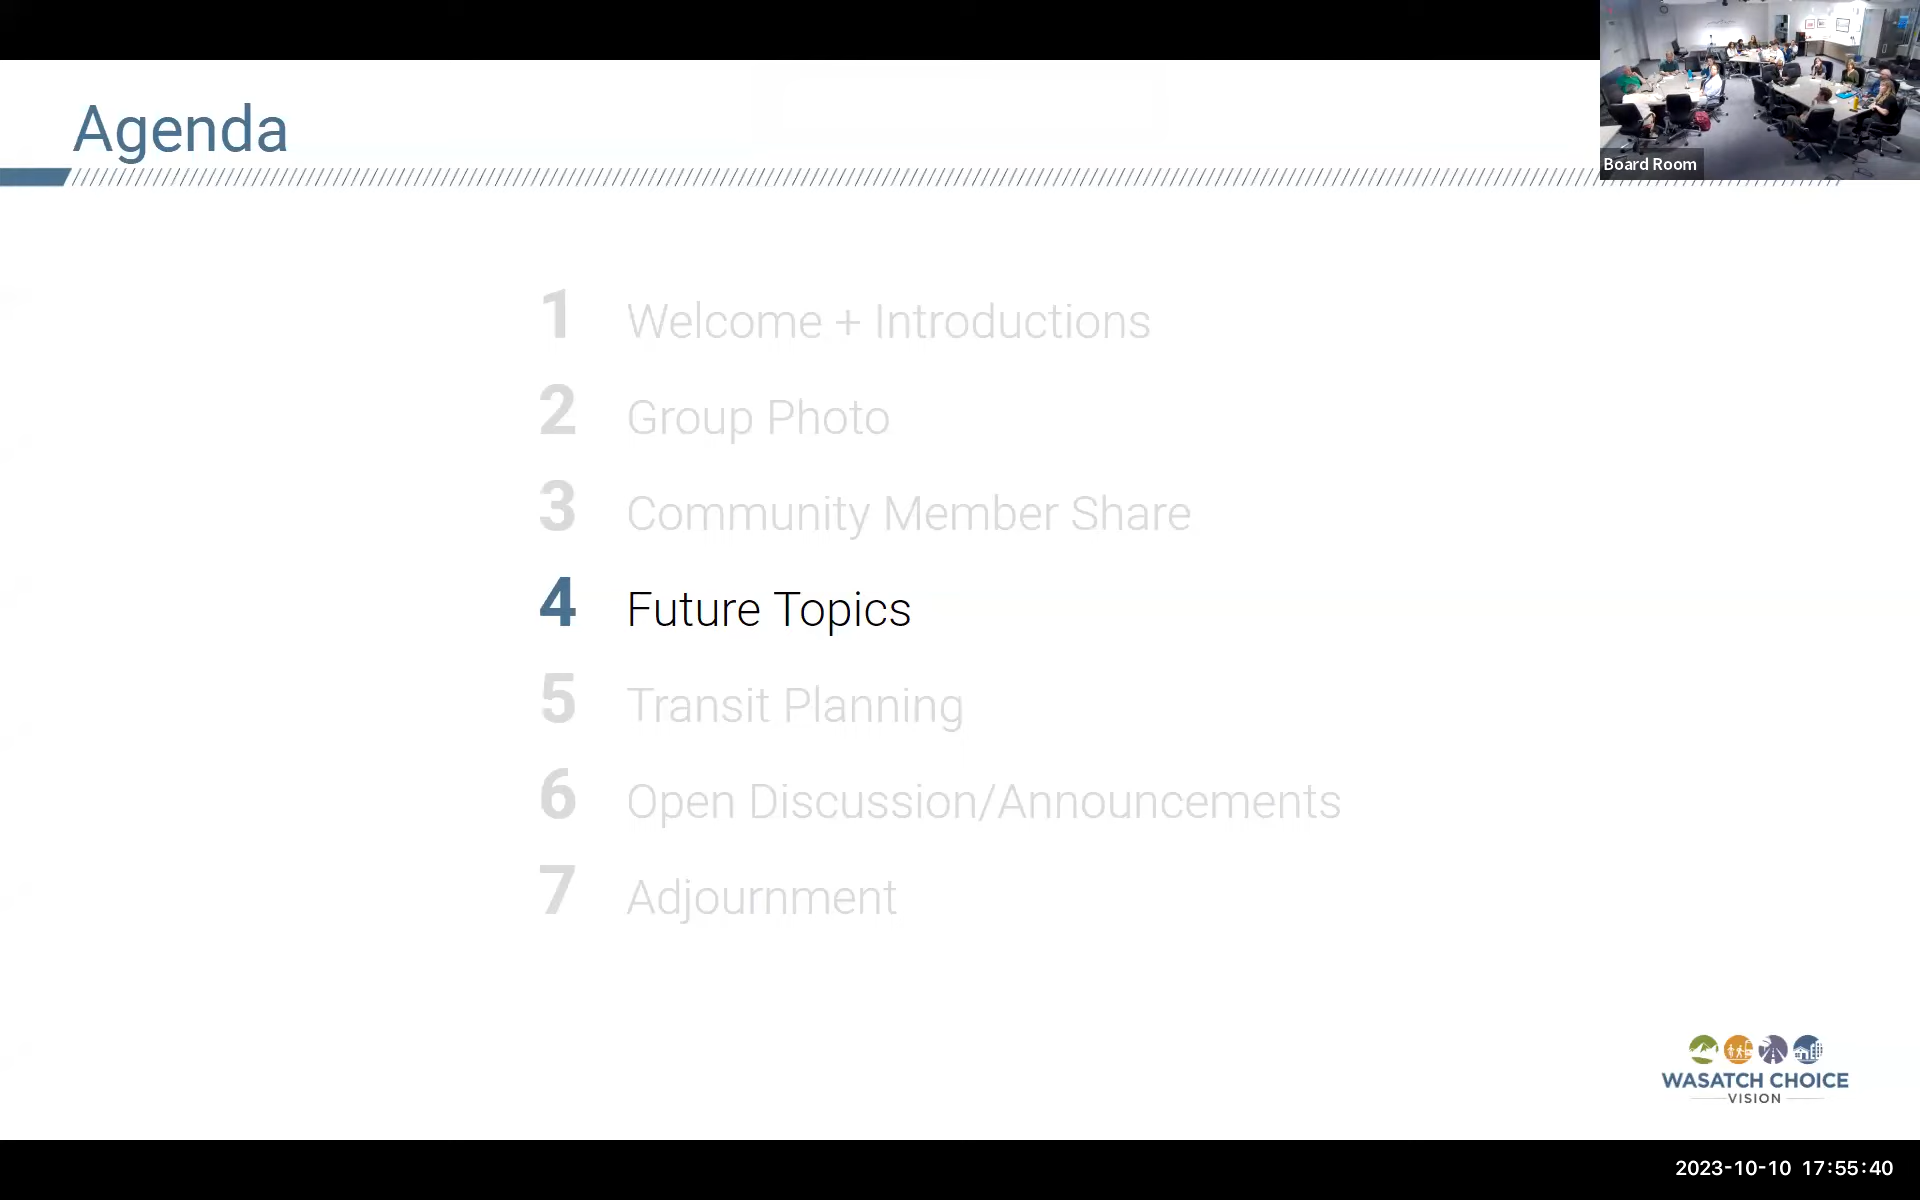 Agenda
Board Room
1 Welcome + Introductions
2 Group Photo
3 Community Member Share
4 Future Topics
5 Transit Planning
6 Open Discussion/Announcements
7 Adjournment
WASATCH CHOICE
VISION
2023-10-10 17:55:40